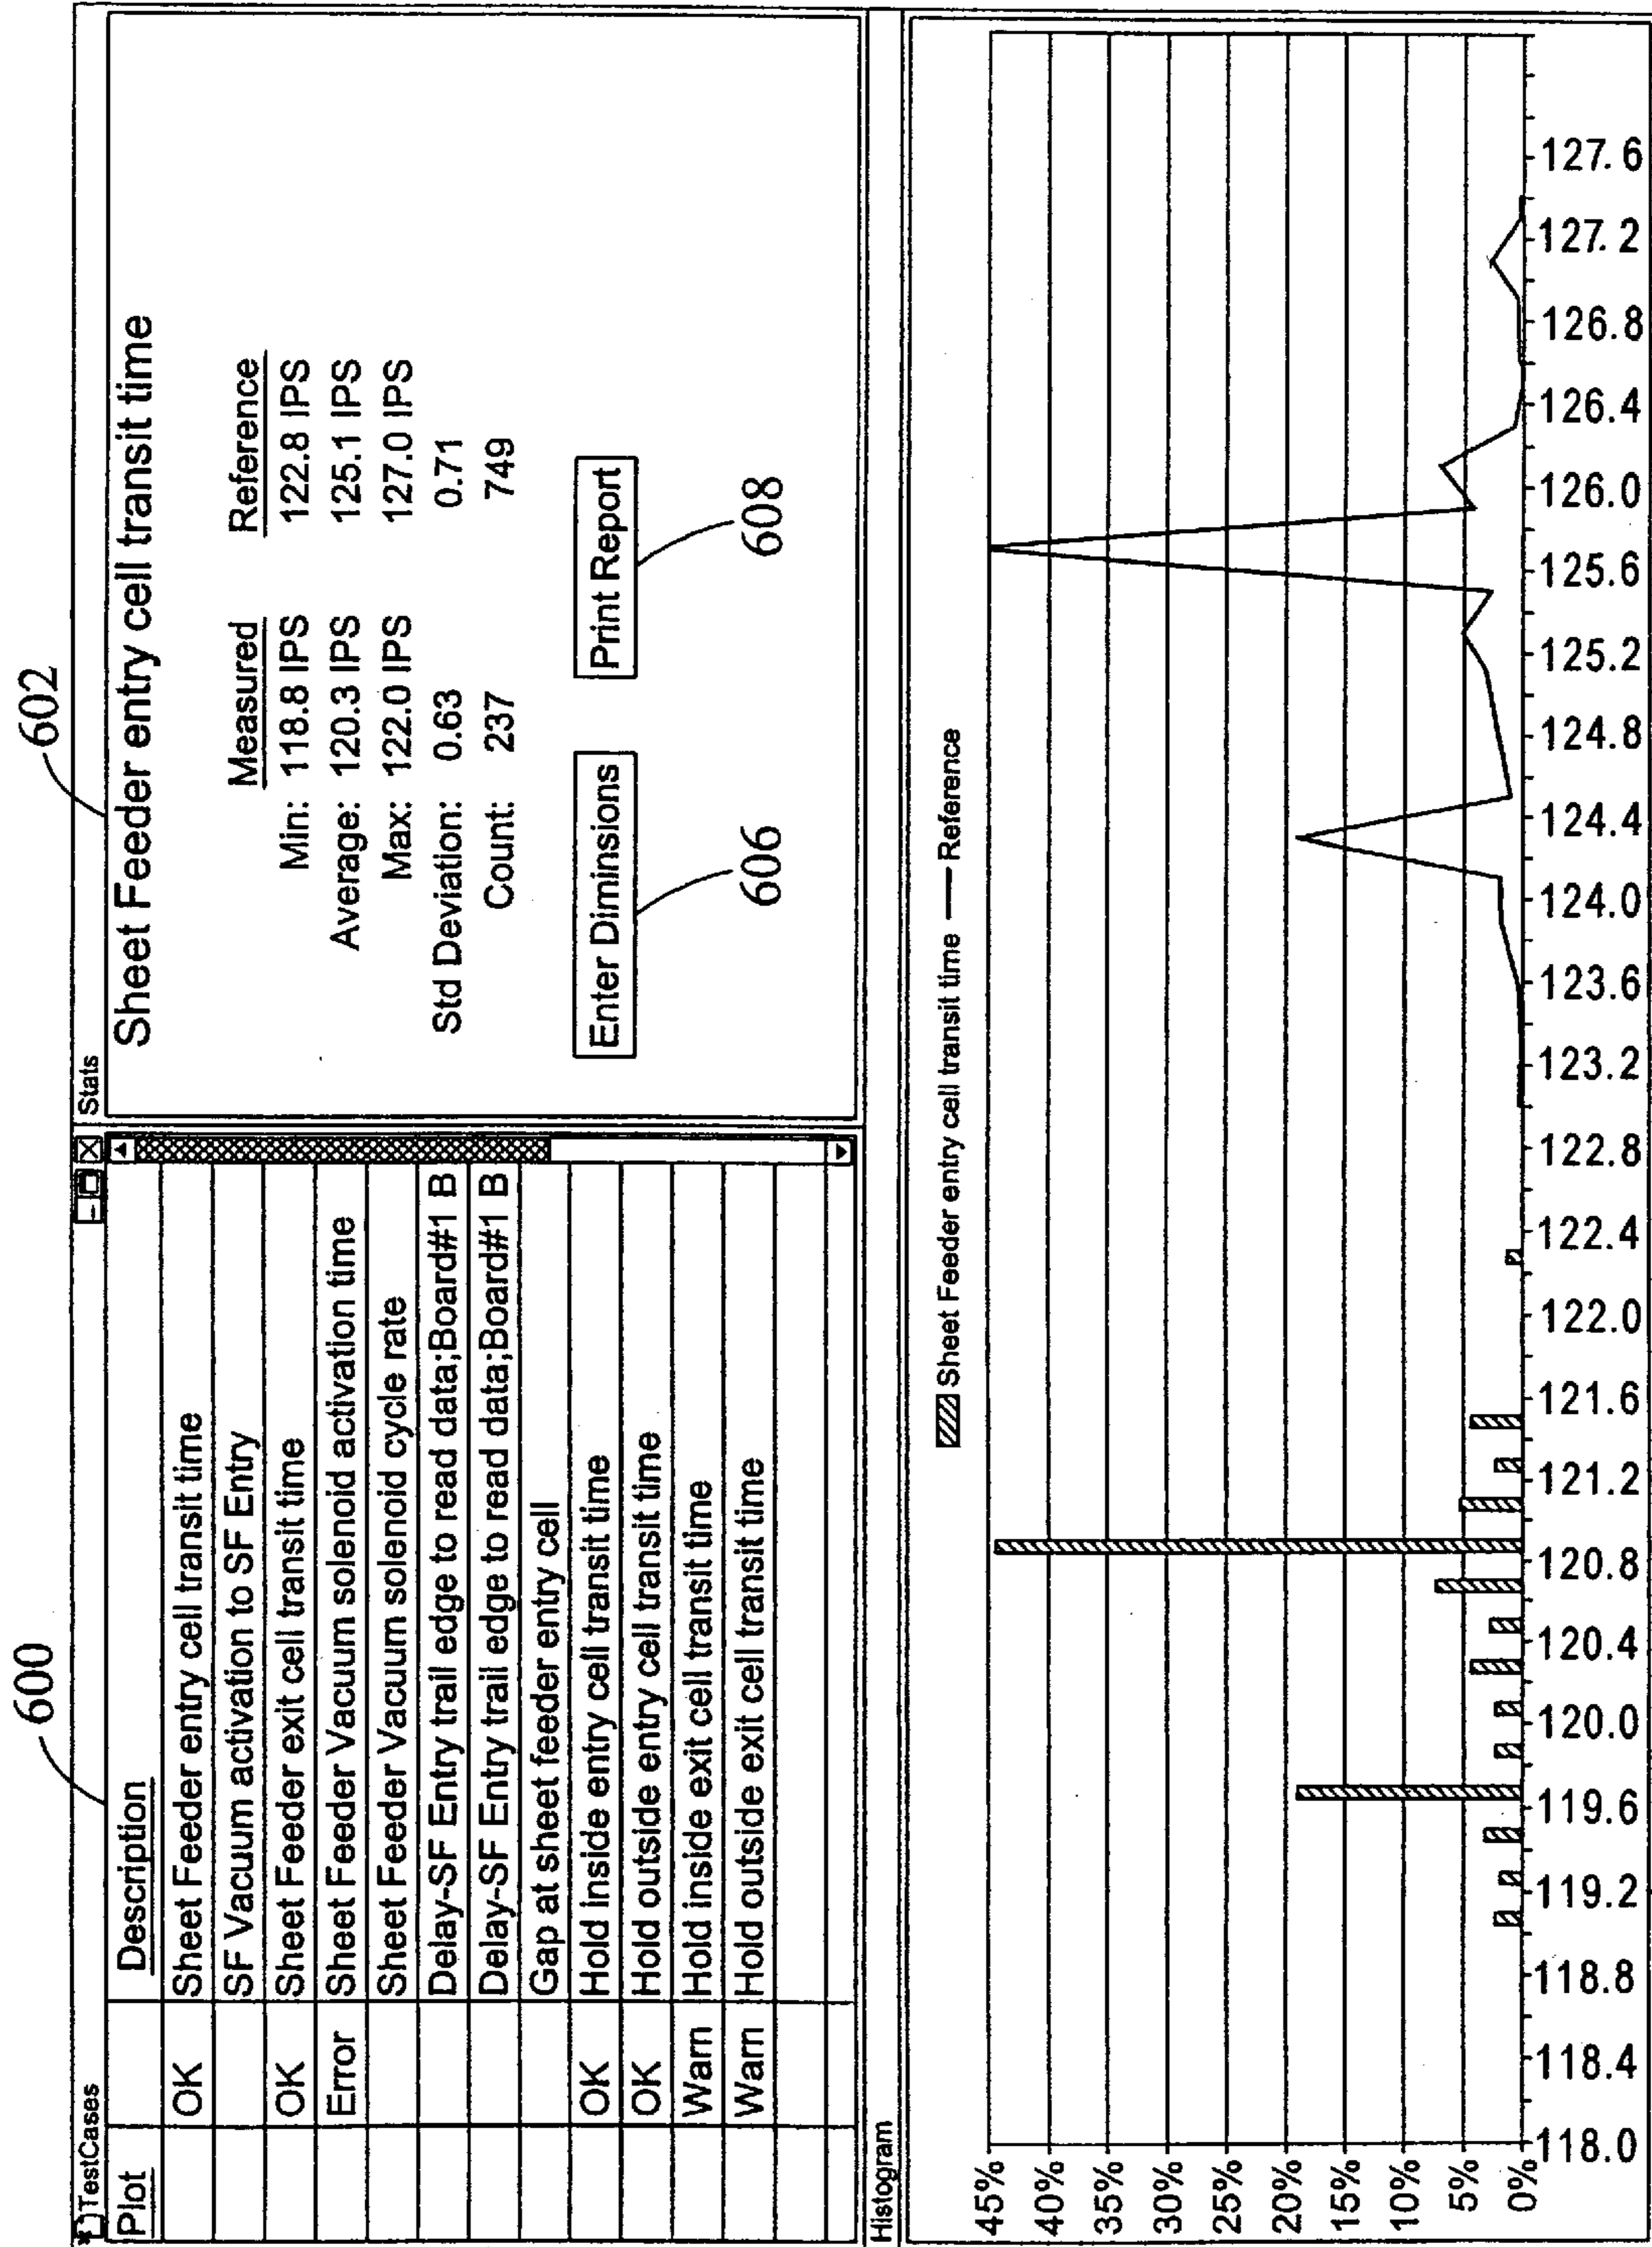 600
602
TestCases
Plot Description
OK Sheet Feeder entry cell transit time
SF Vacuum activation to SF Entry
OK Sheet Feeder exit cell transit time
Error Sheet Feeder Vacuum solenoid activation time
Sheet Feeder Vacuum solenoid cycle rate
Delay-SF Entry trail edge to read data;Board#1 B
Delay-SF Entry trail edge to read data;Board#1 B
Gap at sheet feeder entry cell
OK Hold inside entry cell transit time
OK Hold outside entry cell transit time
Warn Hold inside exit cell transit time
Warn Hold outside exit cell transit time
Stats
Sheet Feeder entry cell transit time
Measured Reference
Min: 118.8 IPS 122.8 IPS
Average: 120.3 IPS 125.1 IPS
Max: 122.0 IPS 127.0 IPS
Std Deviation: 0.63 0.71
Count: 237 749
Enter Diminsions Print Report
606 608
Histogram
Sheet Feeder entry cell transit time Reference
45%
40%
35%
30%
25%
20%
15%
10%
5%
0%
118.0 118.4 118.8 119.2 119.6 120.0 120.4 120.8 121.2 121.6 122.0 122.4 122.8 123.2 123.6 124.0 124.4 124.8 125.2 125.6 126.0 126.4 126.8 127.2 127.6